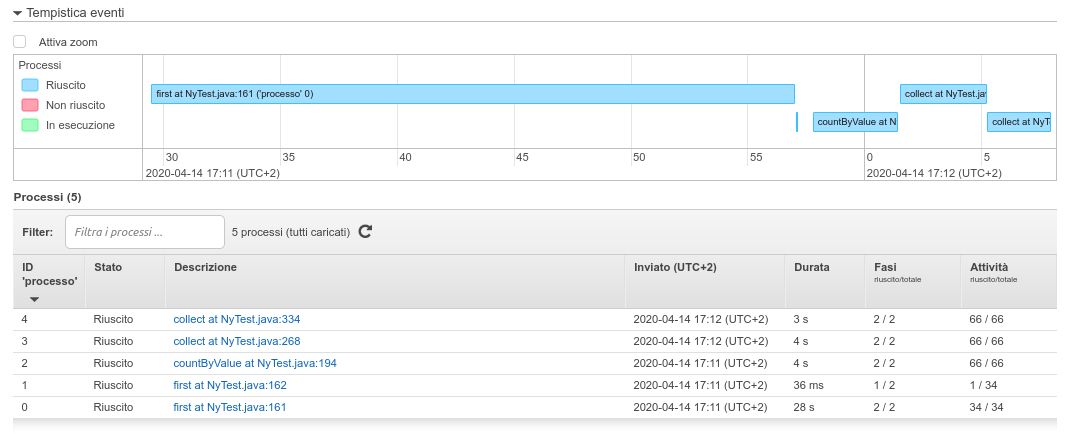 Tempistica eventi
Attiva zoom
Processi
Riuscito
Non riuscito
In esecuzione
first at NyTest.java:161 ('processo' 0)
collect at NyTest.jav
countByValue at N
collect at NyT
30 35 40 45 50 55 0 5
2020-04-14 17:11 (UTC+2) 2020-04-14 17:12 (UTC+2)
Processi (5)
Filter: Filtra i processi ... 5 processi (tutti caricati)
ID 'processo' Stato Descrizione Inviato (UTC+2) Durata Fasi riuscito/totale Attività riuscito/totale
4 Riuscito collect at NyTest.java:334 2020-04-14 17:12 (UTC+2) 3 s 2 / 2 66 / 66
3 Riuscito collect at NyTest.java:268 2020-04-14 17:12 (UTC+2) 4 s 2 / 2 66 / 66
2 Riuscito countByValue at NyTest.java:194 2020-04-14 17:11 (UTC+2) 4 s 2 / 2 66 / 66
1 Riuscito first at NyTest.java:162 2020-04-14 17:11 (UTC+2) 36 ms 1 / 2 1 / 34
0 Riuscito first at NyTest.java:161 2020-04-14 17:11 (UTC+2) 28 s 2 / 2 34 / 34